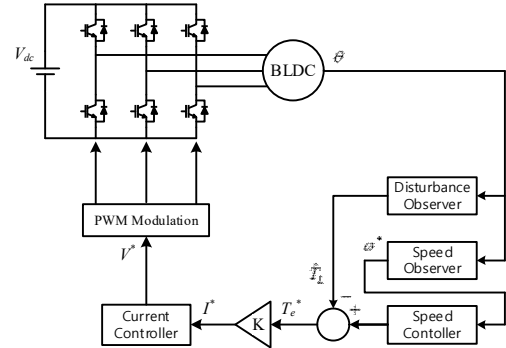 V_dc
BLDC
θ
Disturbance
Observer
PWM Modulation
ω*
Speed
Observer
V*
T̂_L
Current
Controller
I*
K
T_e*
−
+
Speed
Contoller